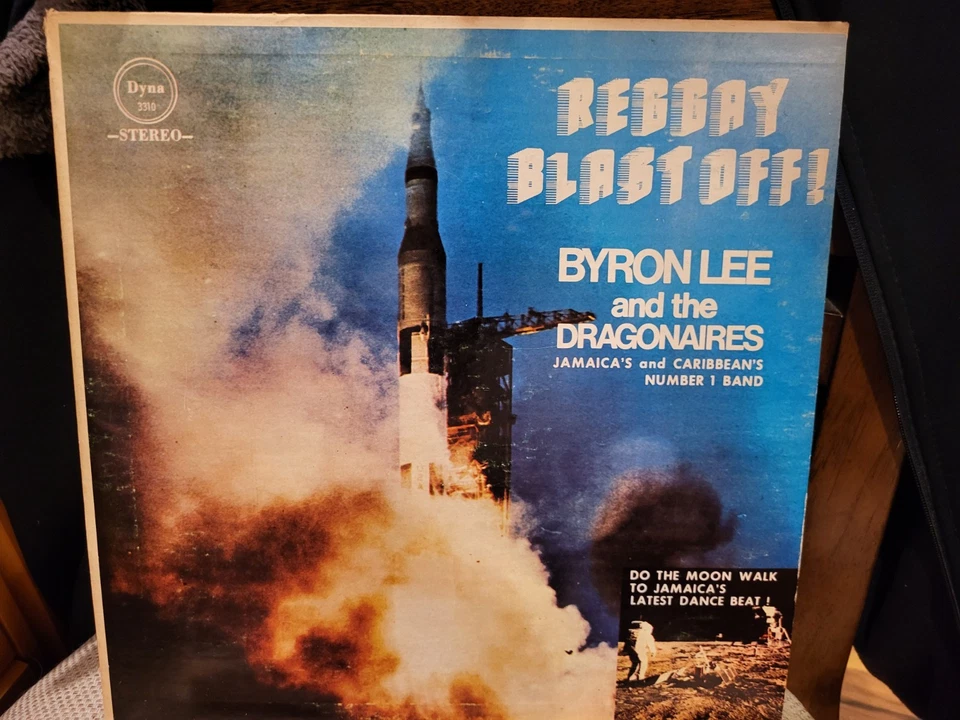 Dyna
3310
—STEREO—
REGGAY
BLAST OFF!
BYRON LEE
and the
DRAGONAIRES
JAMAICA'S and CARIBBEAN'S
NUMBER 1 BAND
DO THE MOON WALK
TO JAMAICA'S
LATEST DANCE BEAT !